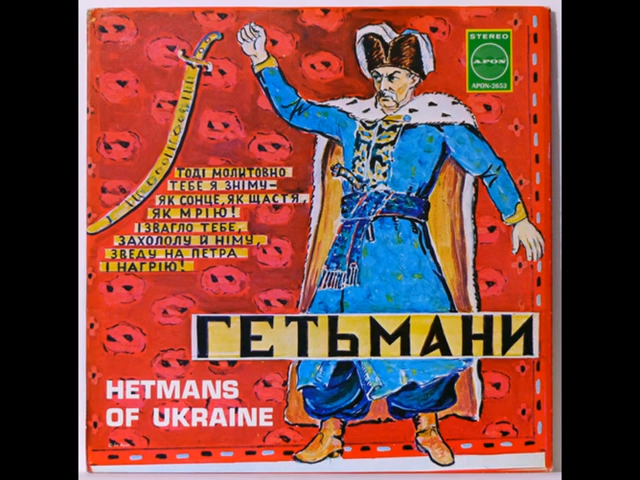 STEREO
APON
APON-2653
ТОДІ МОЛИТОВНО
ТЕБЕ Я ЗНІМУ—
ЯК СОНЦЕ, ЯК ЩАСТЯ,
ЯК МРІЮ!
І ЗВАГЛО ТЕБЕ,
ЗАХОЛОЛУ Й НІМУ,
ЗВЕДУ НА ПЕТРА
І НАГРІЮ!
ГЕТЬМАНИ
HETMANS
OF UKRAINE